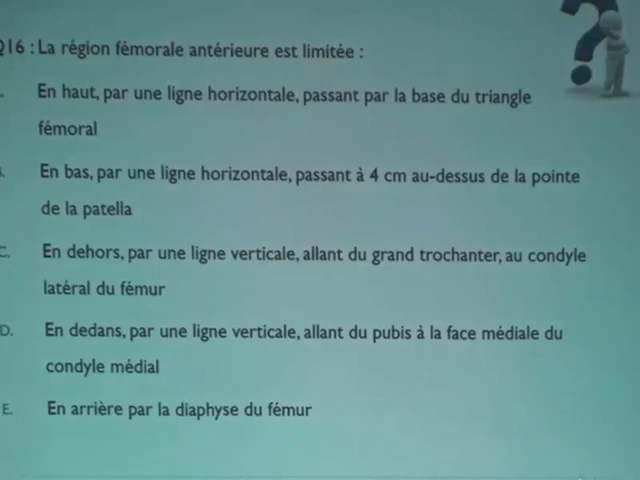 Q16 : La région fémorale antérieure est limitée :
En haut, par une ligne horizontale, passant par la base du triangle
fémoral
En bas, par une ligne horizontale, passant à 4 cm au-dessus de la pointe
de la patella
C. En dehors, par une ligne verticale, allant du grand trochanter, au condyle
latéral du fémur
D. En dedans, par une ligne verticale, allant du pubis à la face médiale du
condyle médial
E. En arrière par la diaphyse du fémur